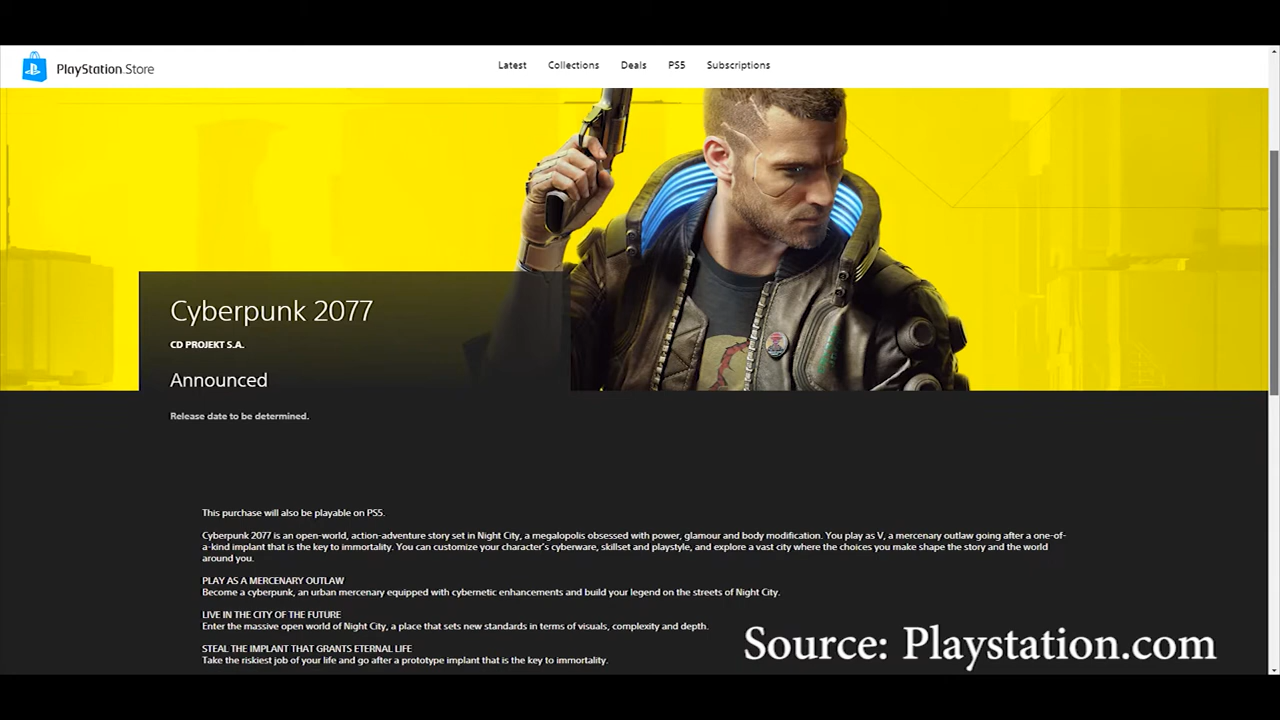 PlayStation Store
Latest Collections Deals PS5 Subscriptions
Cyberpunk 2077
CD PROJEKT S.A.
Announced
Release date to be determined.
This purchase will also be playable on PS5.
Cyberpunk 2077 is an open-world, action-adventure story set in Night City, a megalopolis obsessed with power, glamour and body modification. You play as V, a mercenary outlaw going after a one-of-
a-kind implant that is the key to immortality. You can customize your character's cyberware, skillset and playstyle, and explore a vast city where the choices you make shape the story and the world
around you.
PLAY AS A MERCENARY OUTLAW
Become a cyberpunk, an urban mercenary equipped with cybernetic enhancements and build your legend on the streets of Night City.
LIVE IN THE CITY OF THE FUTURE
Enter the massive open world of Night City, a place that sets new standards in terms of visuals, complexity and depth.
STEAL THE IMPLANT THAT GRANTS ETERNAL LIFE
Take the riskiest job of your life and go after a prototype implant that is the key to immortality.
Source: Playstation.com